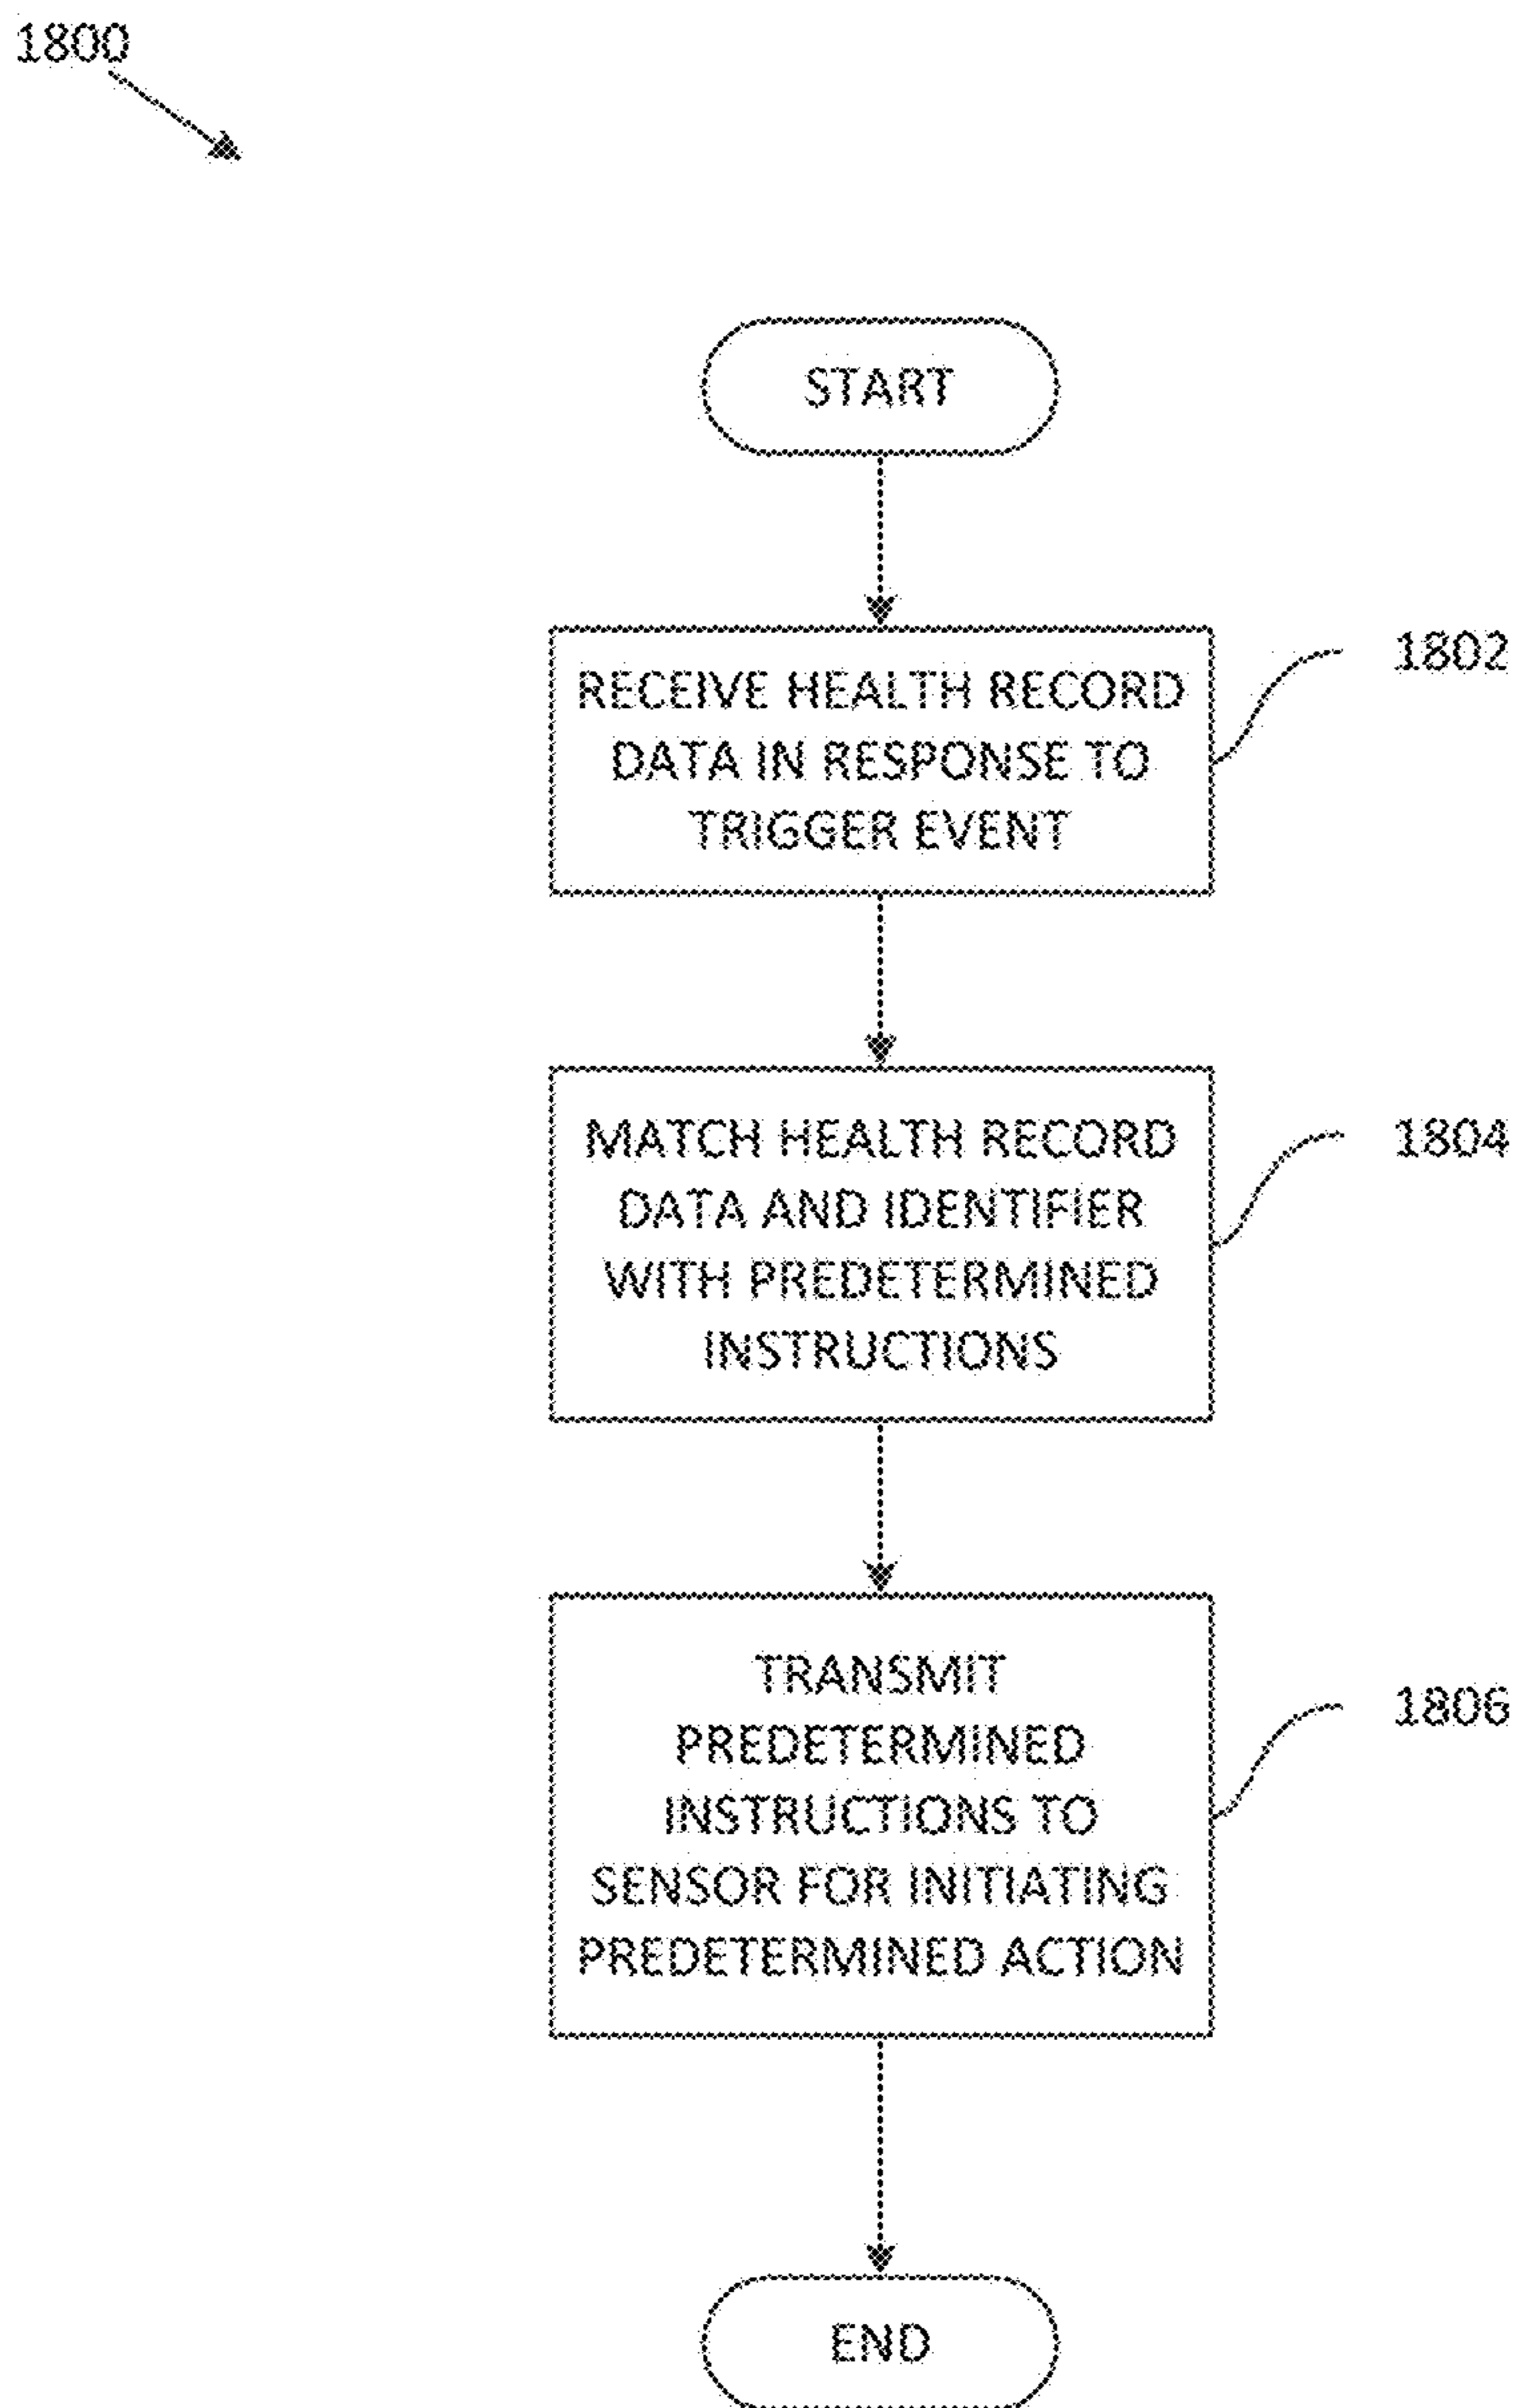 1800
START
RECEIVE HEALTH RECORD
DATA IN RESPONSE TO
TRIGGER EVENT
1802
MATCH HEALTH RECORD
DATA AND IDENTIFIER
WITH PREDETERMINED
INSTRUCTIONS
1804
TRANSMIT
PREDETERMINED
INSTRUCTIONS TO
SENSOR FOR INITIATING
PREDETERMINED ACTION
1806
END